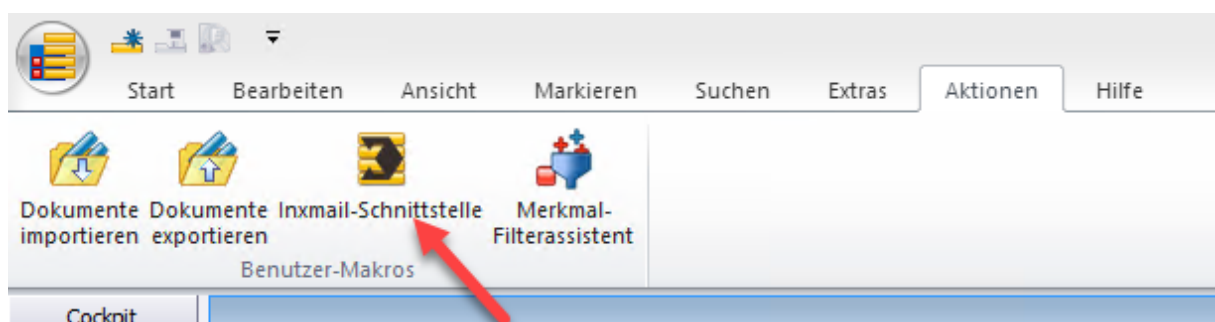 Start Bearbeiten Ansicht Markieren Suchen Extras Aktionen Hilfe
Dokumente Dokumente Inxmail-Schnittstelle Merkmal-
importieren exportieren Filterassistent
Benutzer-Makros
Cockpit